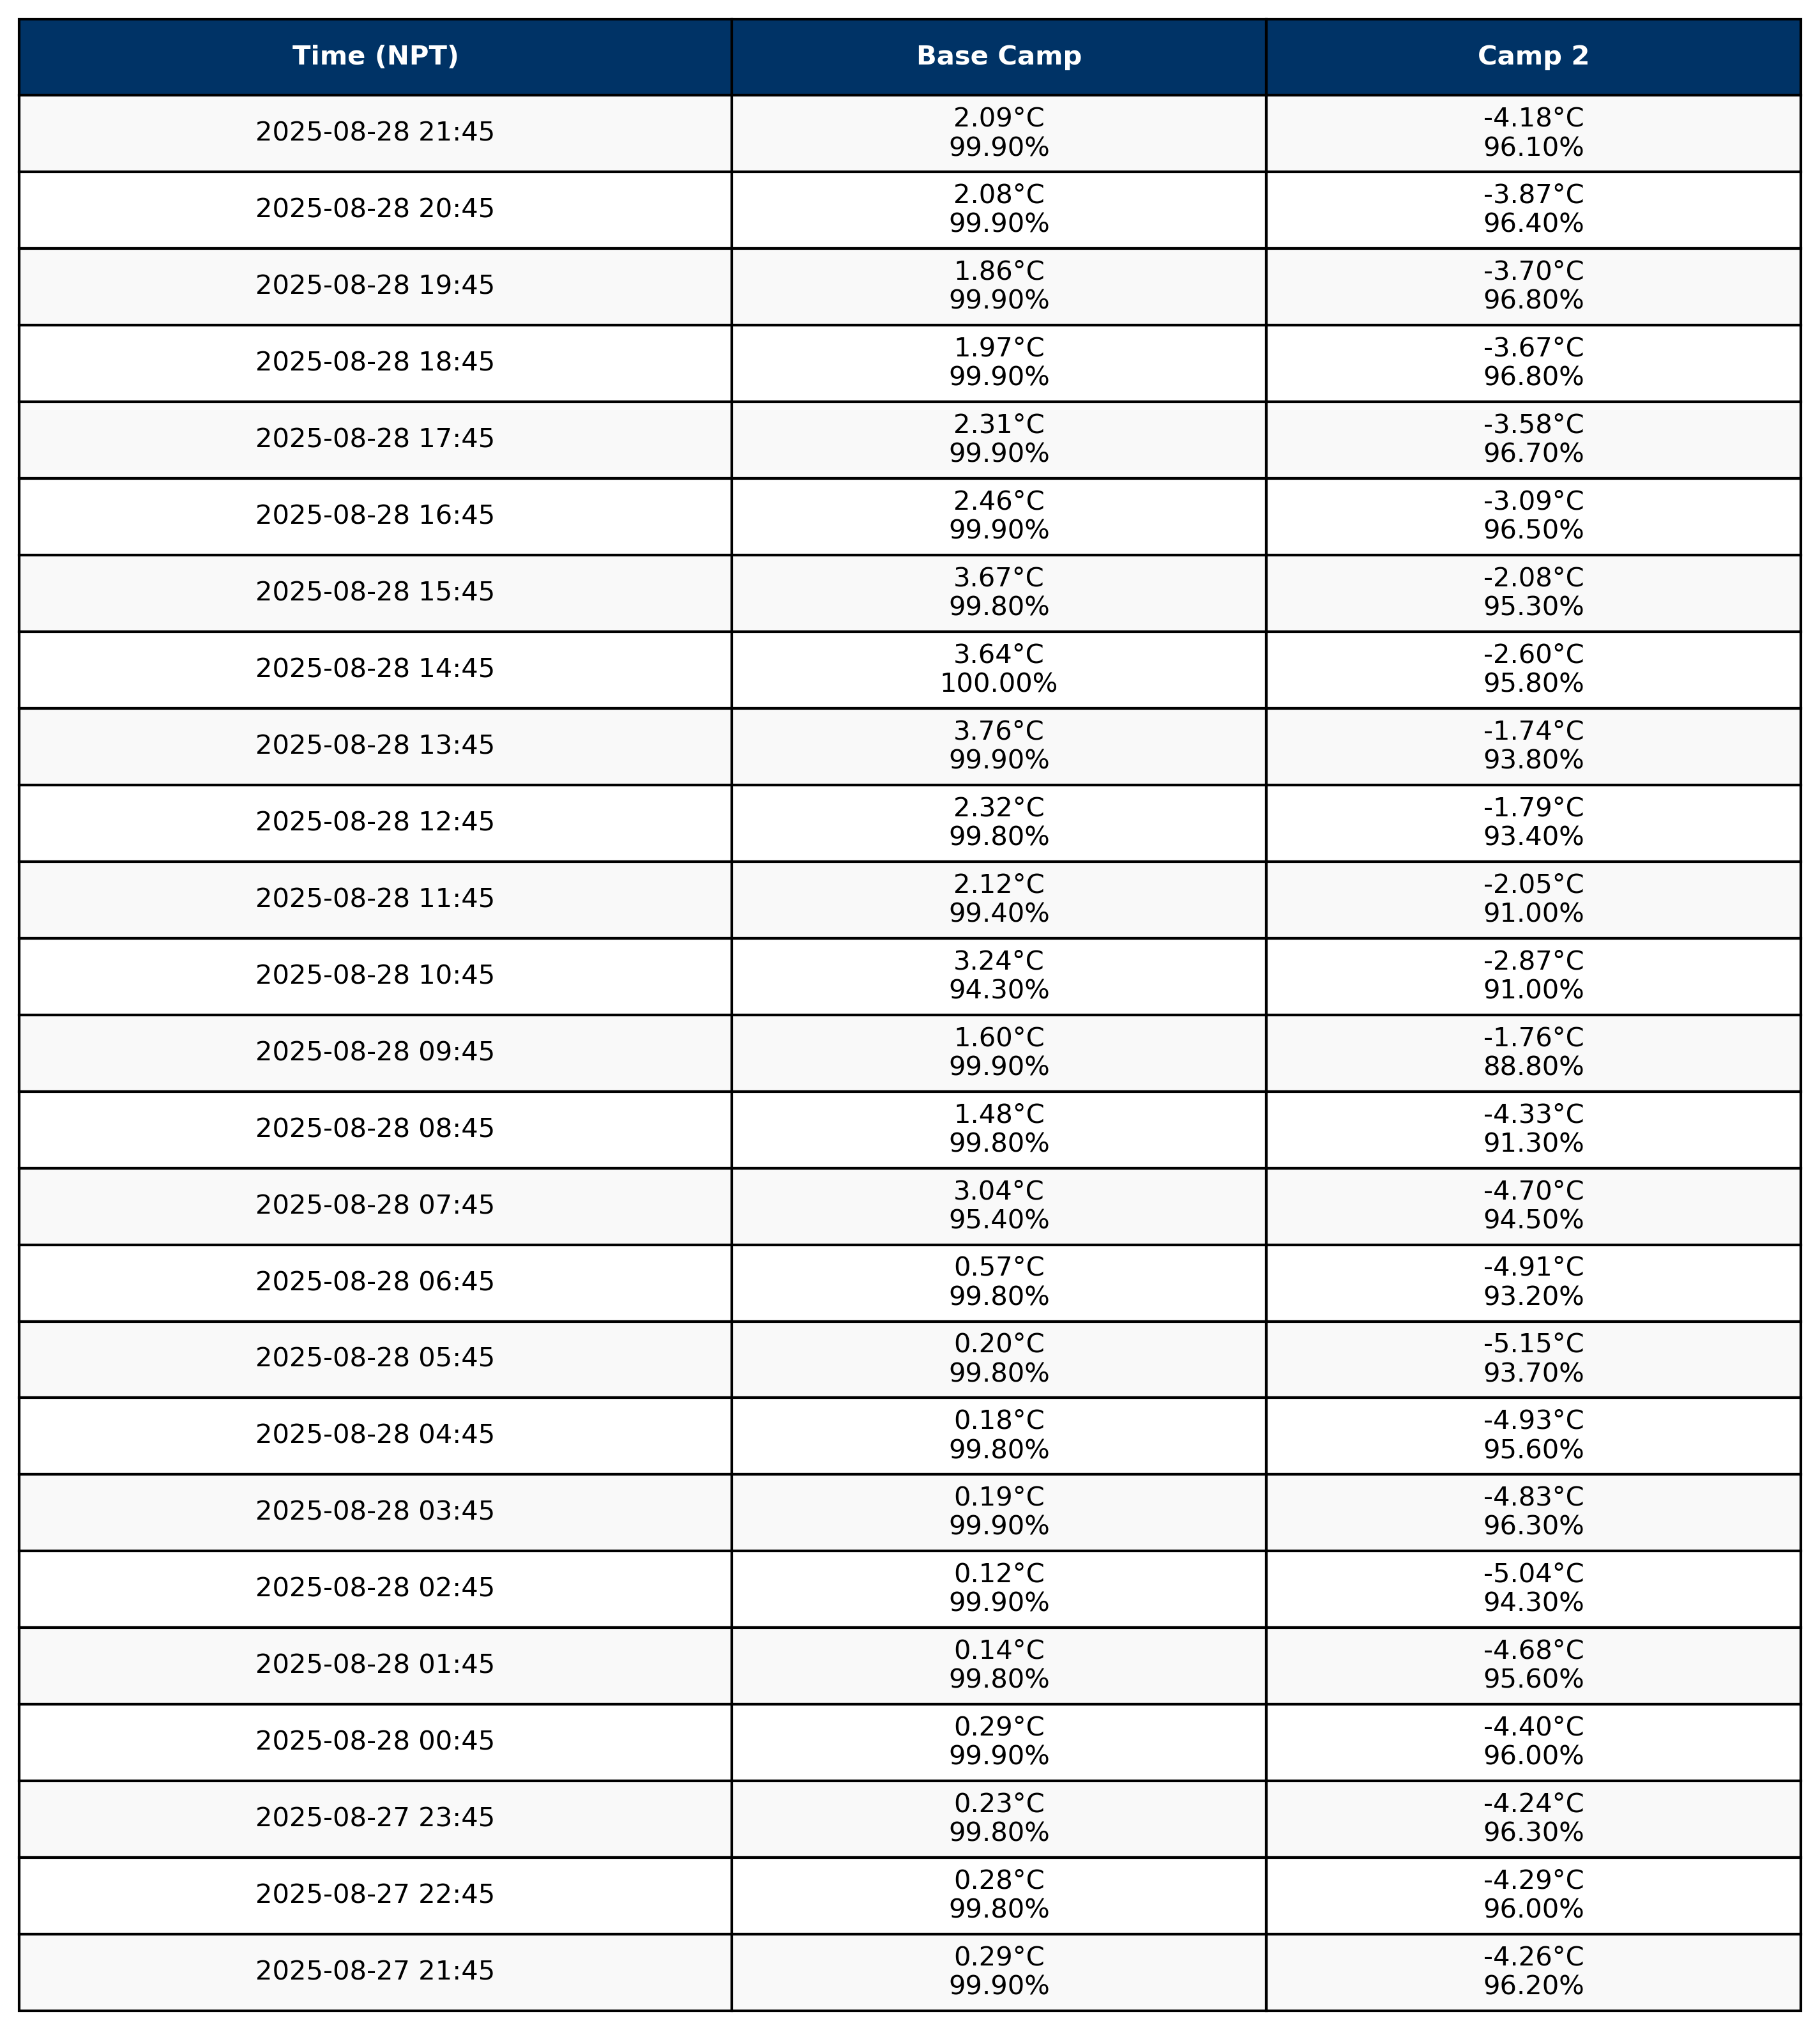 Time (NPT) Base Camp Camp 2
2025-08-28 21:45 2.09°C -4.18°C
99.90% 96.10%
2025-08-28 20:45 2.08°C -3.87°C
99.90% 96.40%
2025-08-28 19:45 1.86°C -3.70°C
99.90% 96.80%
2025-08-28 18:45 1.97°C -3.67°C
99.90% 96.80%
2025-08-28 17:45 2.31°C -3.58°C
99.90% 96.70%
2025-08-28 16:45 2.46°C -3.09°C
99.90% 96.50%
2025-08-28 15:45 3.67°C -2.08°C
99.80% 95.30%
2025-08-28 14:45 3.64°C -2.60°C
100.00% 95.80%
2025-08-28 13:45 3.76°C -1.74°C
99.90% 93.80%
2025-08-28 12:45 2.32°C -1.79°C
99.80% 93.40%
2025-08-28 11:45 2.12°C -2.05°C
99.40% 91.00%
2025-08-28 10:45 3.24°C -2.87°C
94.30% 91.00%
2025-08-28 09:45 1.60°C -1.76°C
99.90% 88.80%
2025-08-28 08:45 1.48°C -4.33°C
99.80% 91.30%
2025-08-28 07:45 3.04°C -4.70°C
95.40% 94.50%
2025-08-28 06:45 0.57°C -4.91°C
99.80% 93.20%
2025-08-28 05:45 0.20°C -5.15°C
99.80% 93.70%
2025-08-28 04:45 0.18°C -4.93°C
99.80% 95.60%
2025-08-28 03:45 0.19°C -4.83°C
99.90% 96.30%
2025-08-28 02:45 0.12°C -5.04°C
99.90% 94.30%
2025-08-28 01:45 0.14°C -4.68°C
99.80% 95.60%
2025-08-28 00:45 0.29°C -4.40°C
99.90% 96.00%
2025-08-27 23:45 0.23°C -4.24°C
99.80% 96.30%
2025-08-27 22:45 0.28°C -4.29°C
99.80% 96.00%
2025-08-27 21:45 0.29°C -4.26°C
99.90% 96.20%